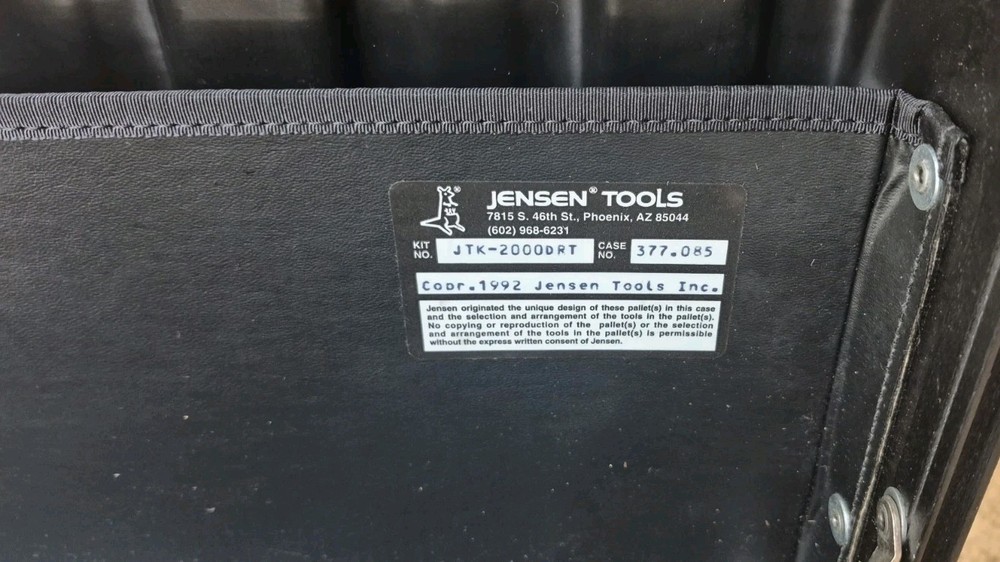 JENSEN® TOOLS
7815 S. 46th St., Phoenix, AZ 85044
(602) 968-6231
KIT NO. JTK-2000DRT CASE NO. 377.085
Copr.1992 Jensen Tools Inc.
Jensen originated the unique design of these pallet(s) in this case
and the selection and arrangement of the tools in the pallet(s).
No copying or reproduction of the pallet(s) or the selection
and arrangement of the tools in the pallet(s) is permissible
without the express written consent of Jensen.